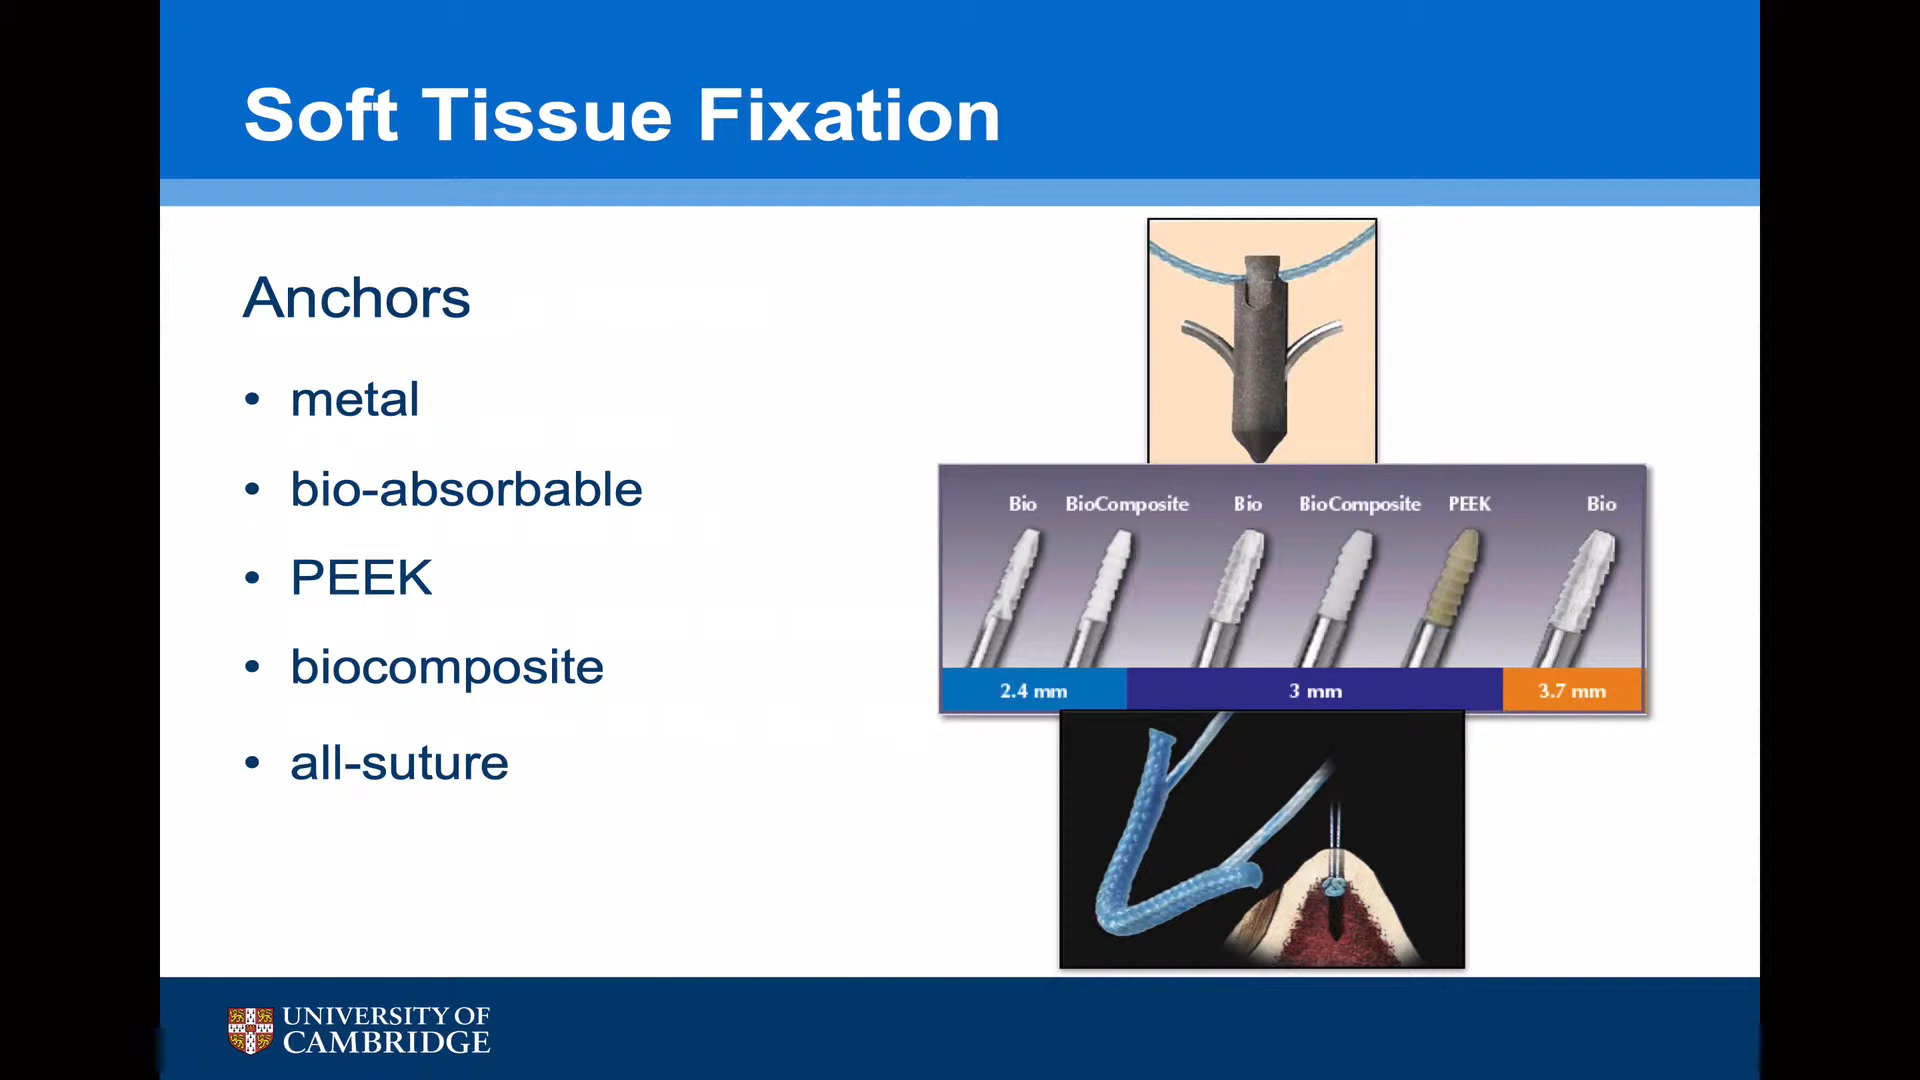 Soft Tissue Fixation
Anchors
• metal
• bio-absorbable
• PEEK
• biocomposite
• all-suture
Bio BioComposite Bio BioComposite PEEK Bio
2.4 mm 3 mm 3.7 mm
UNIVERSITY OF
CAMBRIDGE